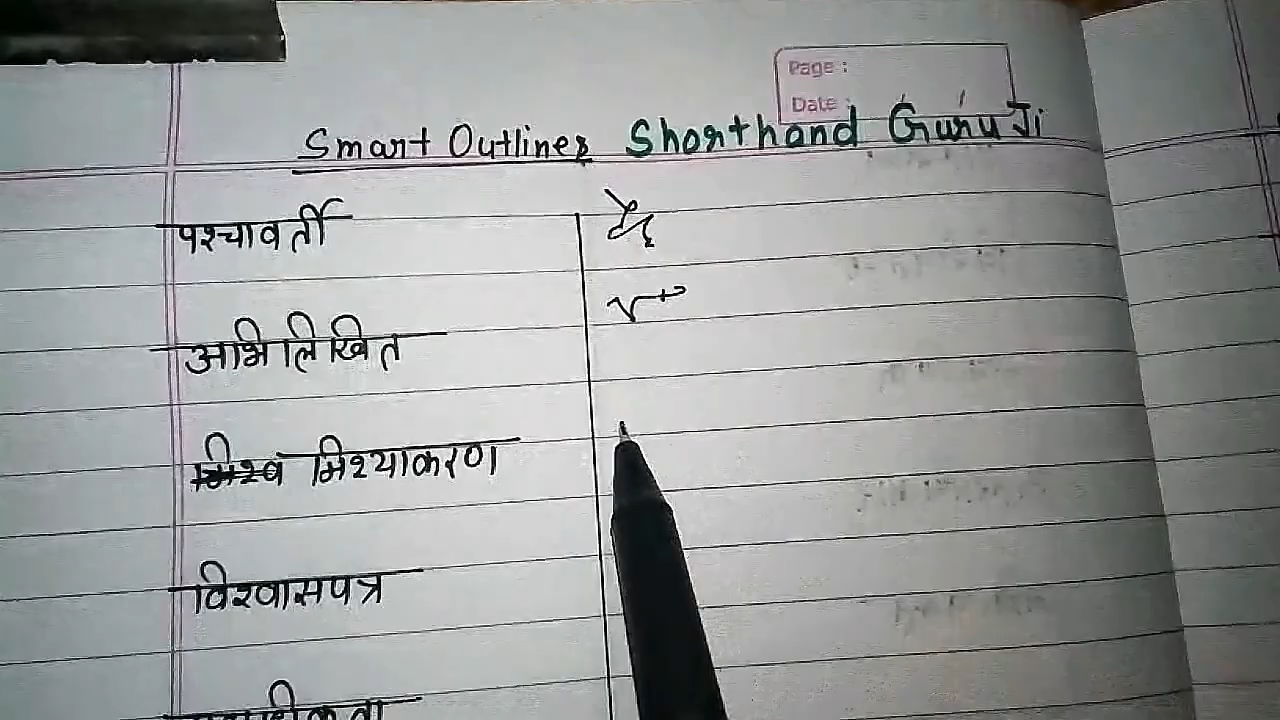 Page :
Date :
Smart Outlines Shorthand Guru Ji
पश्चावर्ती
अभिलिखित
मिश्याकरण
विश्वासपत्र